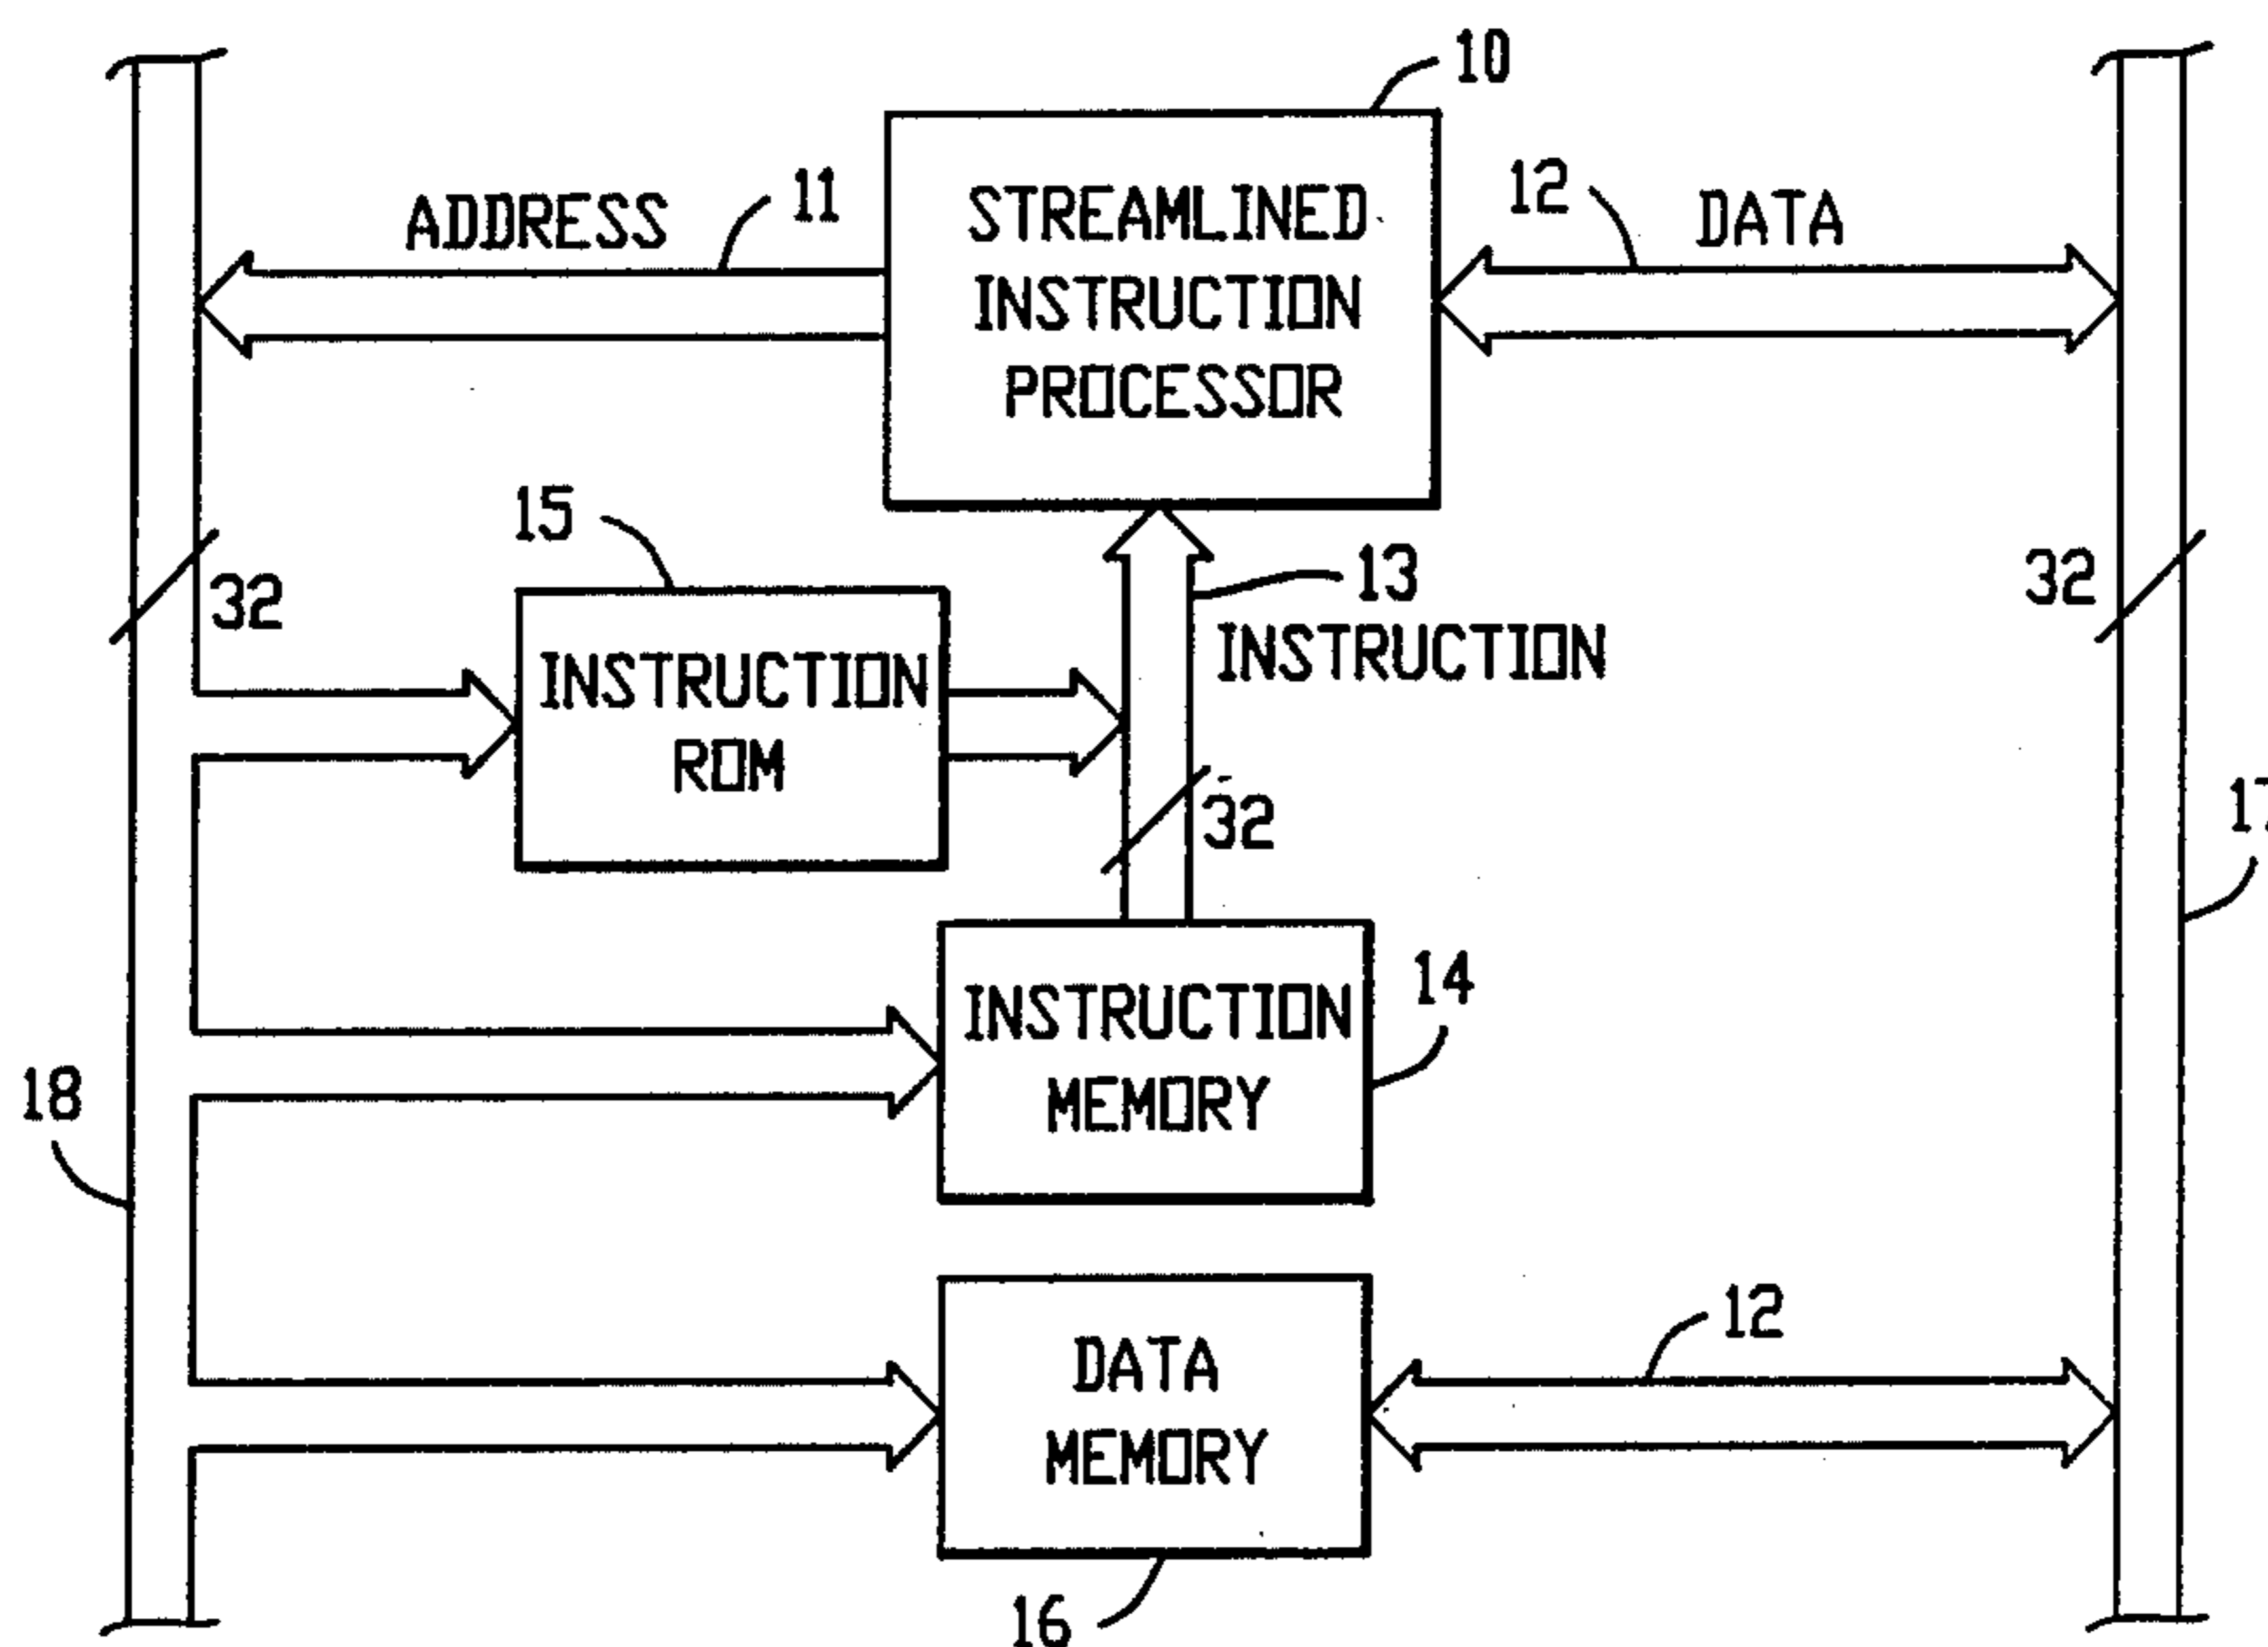 10
ADDRESS
11
STREAMLINED
INSTRUCTION
PROCESSOR
12
DATA
15
32
INSTRUCTION
ROM
13
INSTRUCTION
32
32
17
18
INSTRUCTION
MEMORY
14
DATA
MEMORY
12
16